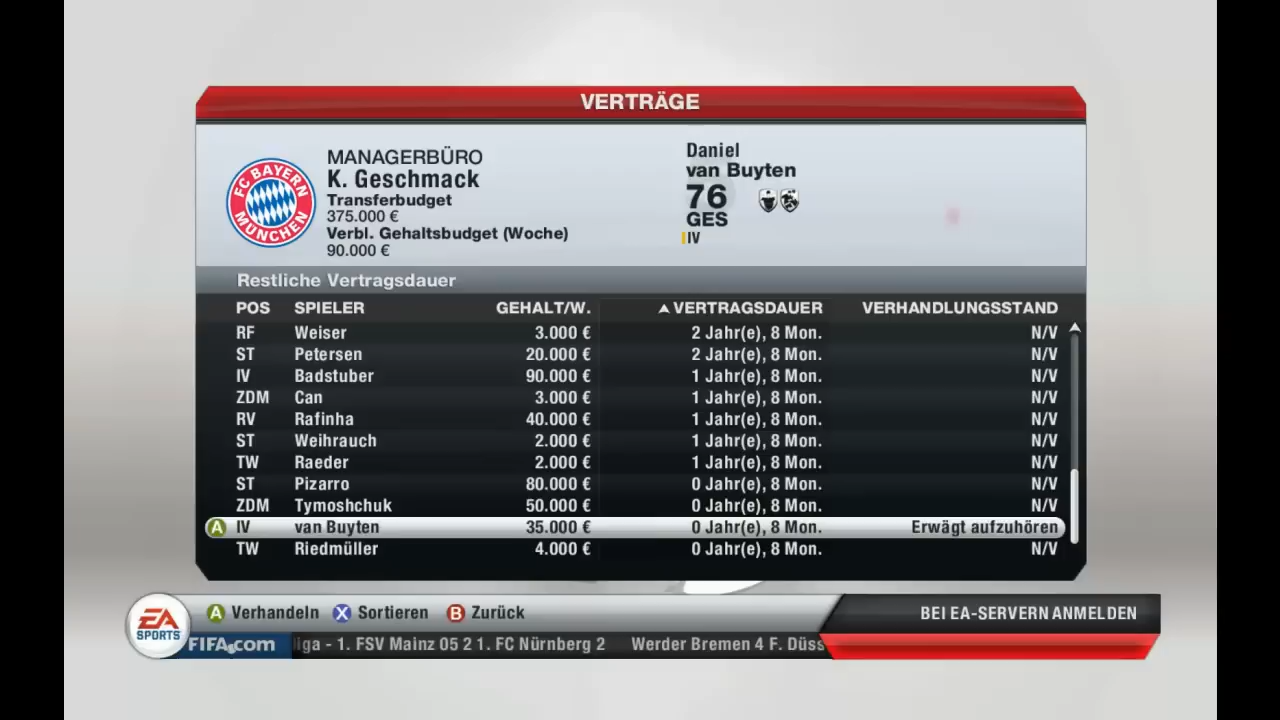 VERTRÄGE
FC BAYERN
MÜNCHEN
MANAGERBÜRO
K. Geschmack
Transferbudget
375.000 €
Verbl. Gehaltsbudget (Woche)
90.000 €
Daniel
van Buyten
76
GES
IV
Restliche Vertragsdauer
POS SPIELER GEHALT/W. VERTRAGSDAUER VERHANDLUNGSSTAND
RF Weiser 3.000 € 2 Jahr(e), 8 Mon. N/V
ST Petersen 20.000 € 2 Jahr(e), 8 Mon. N/V
IV Badstuber 90.000 € 1 Jahr(e), 8 Mon. N/V
ZDM Can 3.000 € 1 Jahr(e), 8 Mon. N/V
RV Rafinha 40.000 € 1 Jahr(e), 8 Mon. N/V
ST Weihrauch 2.000 € 1 Jahr(e), 8 Mon. N/V
TW Raeder 2.000 € 1 Jahr(e), 8 Mon. N/V
ST Pizarro 80.000 € 0 Jahr(e), 8 Mon. N/V
ZDM Tymoshchuk 50.000 € 0 Jahr(e), 8 Mon. N/V
A IV van Buyten 35.000 € 0 Jahr(e), 8 Mon. Erwägt aufzuhören
TW Riedmüller 4.000 € 0 Jahr(e), 8 Mon. N/V
A Verhandeln X Sortieren B Zurück
BEI EA-SERVERN ANMELDEN
EA
SPORTS
FIFA.com lga - 1. FSV Mainz 05 2 1. FC Nürnberg 2 Werder Bremen 4 F. Düss